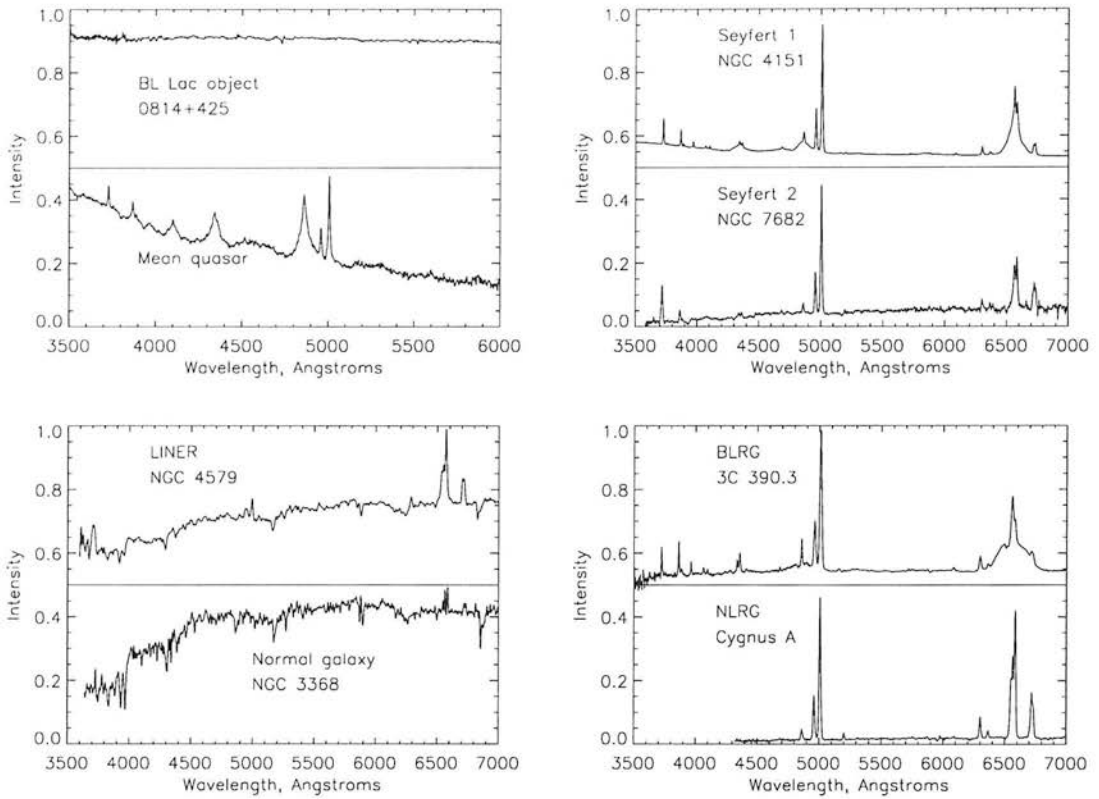 1.0
0.8
0.6
0.4
0.2
0.0
Intensity
Intensity
BL Lac object
0814+425
Mean quasar
3500 4000 4500 5000 5500 6000
Wavelength, Angstroms
1.0
0.8
0.6
0.4
0.2
0.0
Intensity
Intensity
Seyfert 1
NGC 4151
Seyfert 2
NGC 7682
3500 4000 4500 5000 5500 6000 6500 7000
Wavelength, Angstroms
1.0
0.8
0.6
0.4
0.2
0.0
Intensity
Intensity
LINER
NGC 4579
Normal galaxy
NGC 3368
3500 4000 4500 5000 5500 6000 6500 7000
Wavelength, Angstroms
1.0
0.8
0.6
0.4
0.2
0.0
Intensity
Intensity
BLRG
3C 390.3
NLRG
Cygnus A
3500 4000 4500 5000 5500 6000 6500 7000
Wavelength, Angstroms